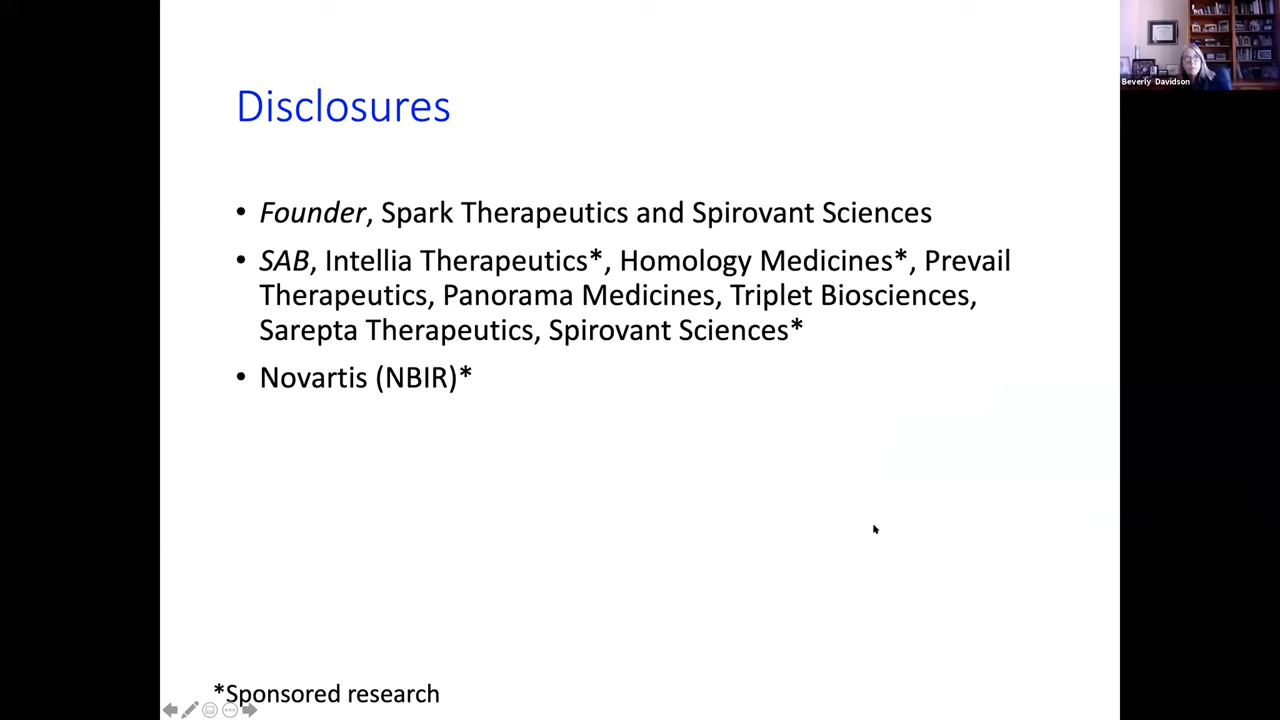 Disclosures
• Founder, Spark Therapeutics and Spirovant Sciences
• SAB, Intellia Therapeutics*, Homology Medicines*, Prevail
Therapeutics, Panorama Medicines, Triplet Biosciences,
Sarepta Therapeutics, Spirovant Sciences*
• Novartis (NBIR)*
*Sponsored research
Beverly Davidson